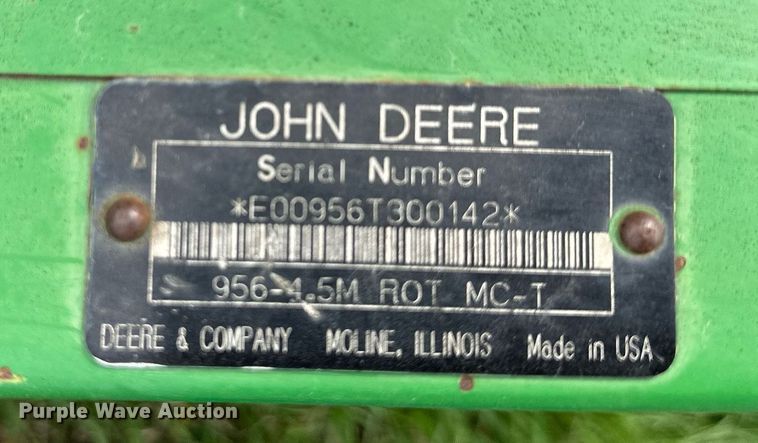 JOHN DEERE
Serial Number
*E00956T300142*
956-4.5M ROT MC-T
DEERE & COMPANY MOLINE, ILLINOIS Made in USA
Purple Wave Auction